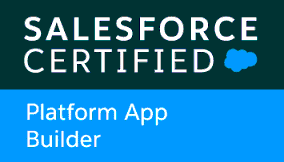 SALESFORCE
CERTIFIED
Platform App
Builder